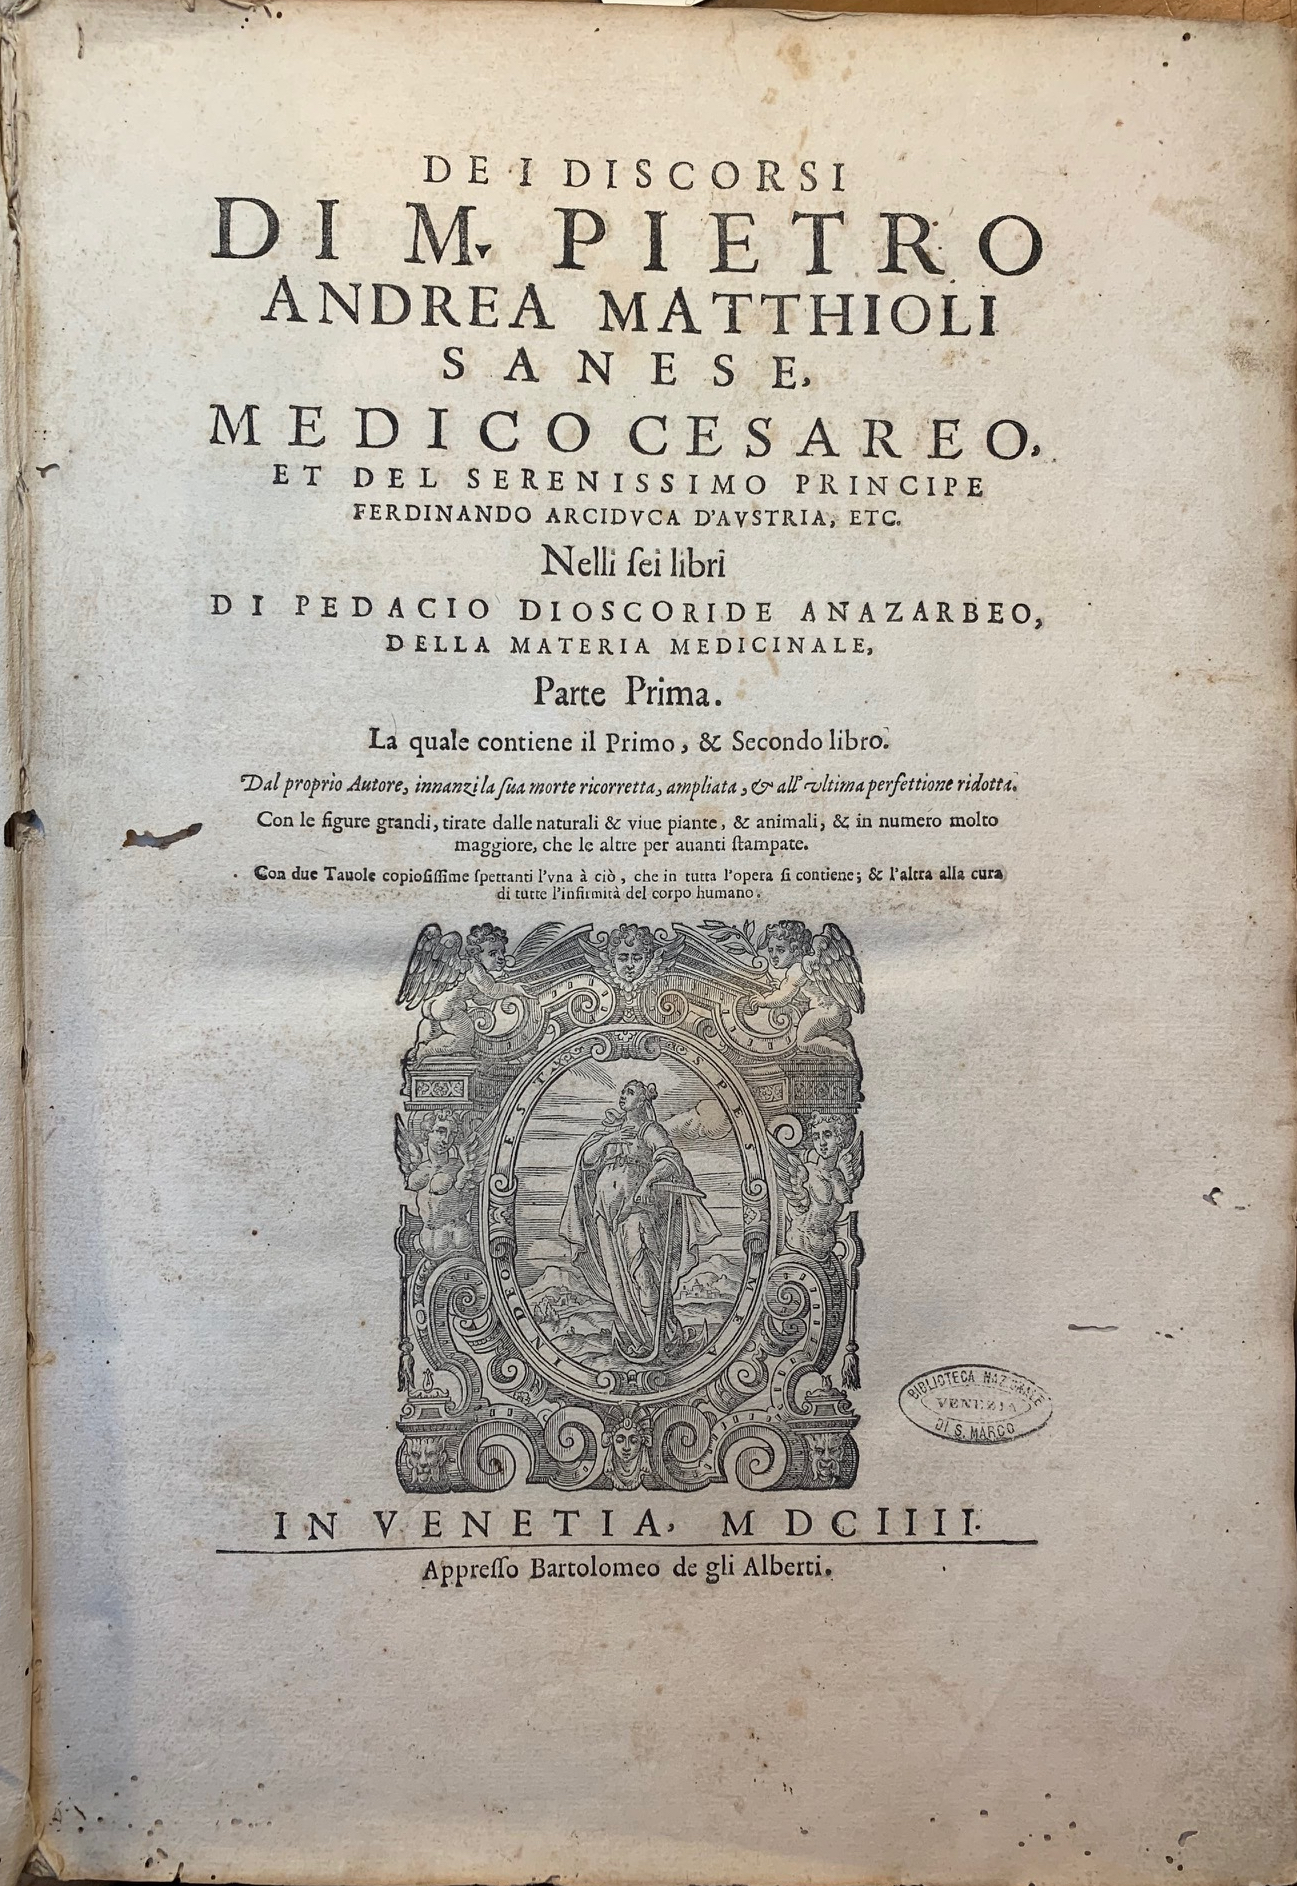 DE I DISCORSI
DI M. PIETRO
ANDREA MATTHIOLI
SANESE,
MEDICO CESAREO,
ET DEL SERENISSIMO PRINCIPE
FERDINANDO ARCIDVCA D'AVSTRIA, ETC.
Nelli ſei libri
DI PEDACIO DIOSCORIDE ANAZARBEO,
DELLA MATERIA MEDICINALE,
Parte Prima.
La quale contiene il Primo, & Secondo libro.
Dal proprio Autore, innanzi la ſua morte ricorretta, ampliata, & all'vltima perfettione ridotta.
Con le figure grandi, tirate dalle naturali & viue piante, & animali, & in numero molto
maggiore, che le altre per auanti ſtampate.
Con due Tauole copioſiſſime ſpettanti l'vna à ciò, che in tutta l'opera ſi contiene; & l'altra alla cura
di tutte l'infirmità del corpo humano.
SPES MEA IN DEO EST
BIBLIOTECA NAZIONALE
VENEZIA
DI S. MARCO
IN VENETIA, MDCIIII.
Appreſſo Bartolomeo de gli Alberti.